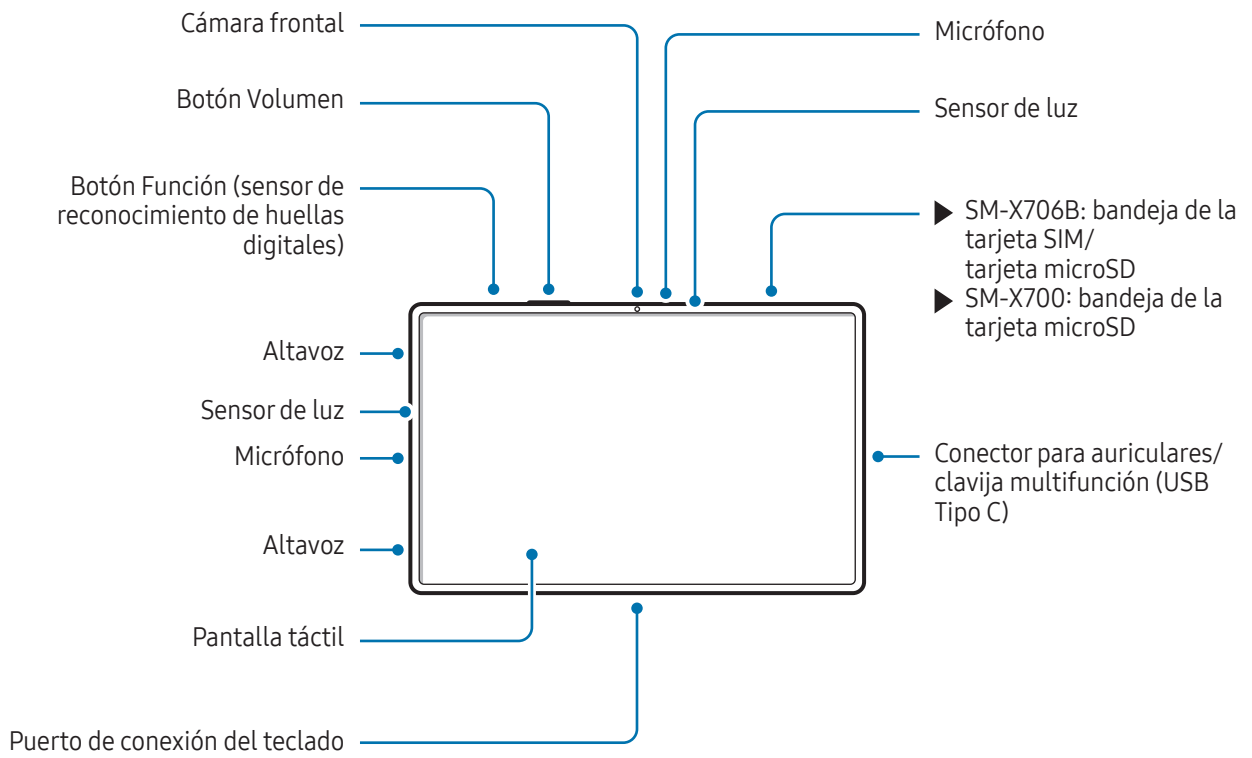 Cámara frontal
Botón Volumen
Botón Función (sensor de
reconocimiento de huellas
digitales)
Altavoz
Sensor de luz
Micrófono
Altavoz
Pantalla táctil
Puerto de conexión del teclado
Micrófono
Sensor de luz
SM-X706B: bandeja de la
tarjeta SIM/
tarjeta microSD
SM-X700: bandeja de la
tarjeta microSD
Conector para auriculares/
clavija multifunción (USB
Tipo C)